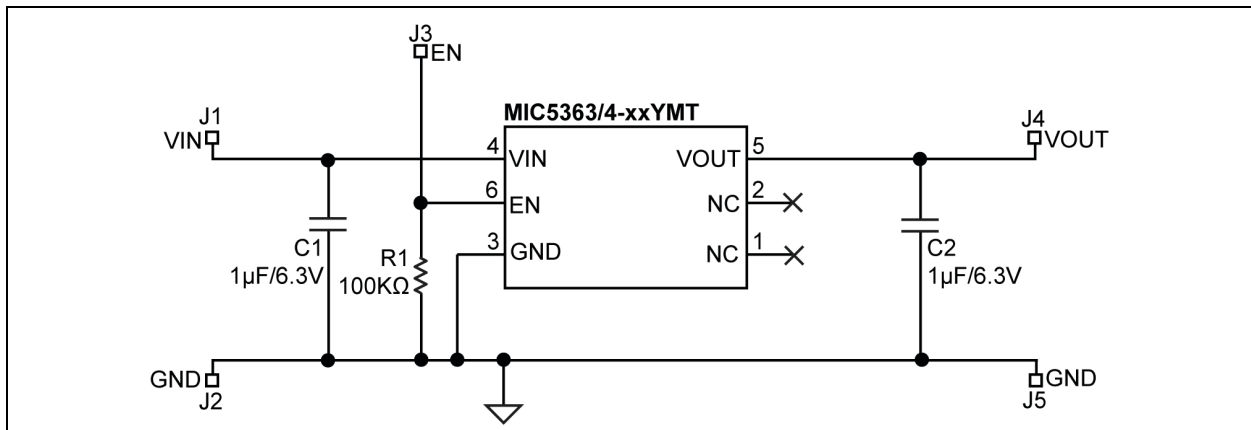 J3
EN
MIC5363/4-xxYMT
J1
VIN
J4
VOUT
4
VIN
VOUT
5
6
EN
NC
2
3
GND
NC
1
C1
1µF/6.3V
R1
100KΩ
C2
1µF/6.3V
GND
J2
GND
J5